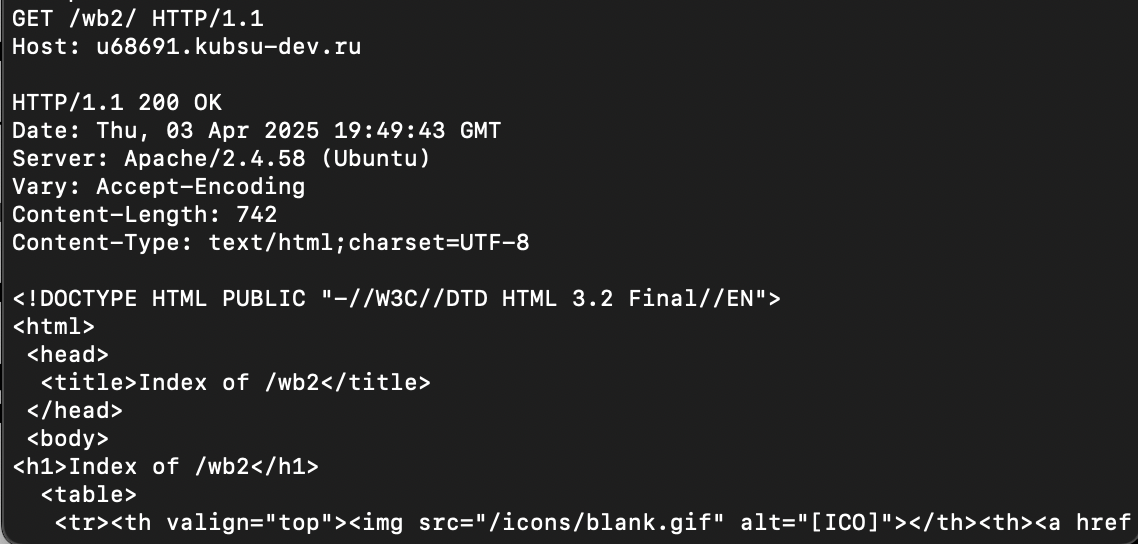 GET /wb2/ HTTP/1.1
Host: u68691.kubsu-dev.ru

HTTP/1.1 200 OK
Date: Thu, 03 Apr 2025 19:49:43 GMT
Server: Apache/2.4.58 (Ubuntu)
Vary: Accept-Encoding
Content-Length: 742
Content-Type: text/html;charset=UTF-8

<!DOCTYPE HTML PUBLIC "-//W3C//DTD HTML 3.2 Final//EN">
<html>
 <head>
  <title>Index of /wb2</title>
 </head>
 <body>
<h1>Index of /wb2</h1>
  <table>
   <tr><th valign="top"><img src="/icons/blank.gif" alt="[ICO]"></th><th><a href